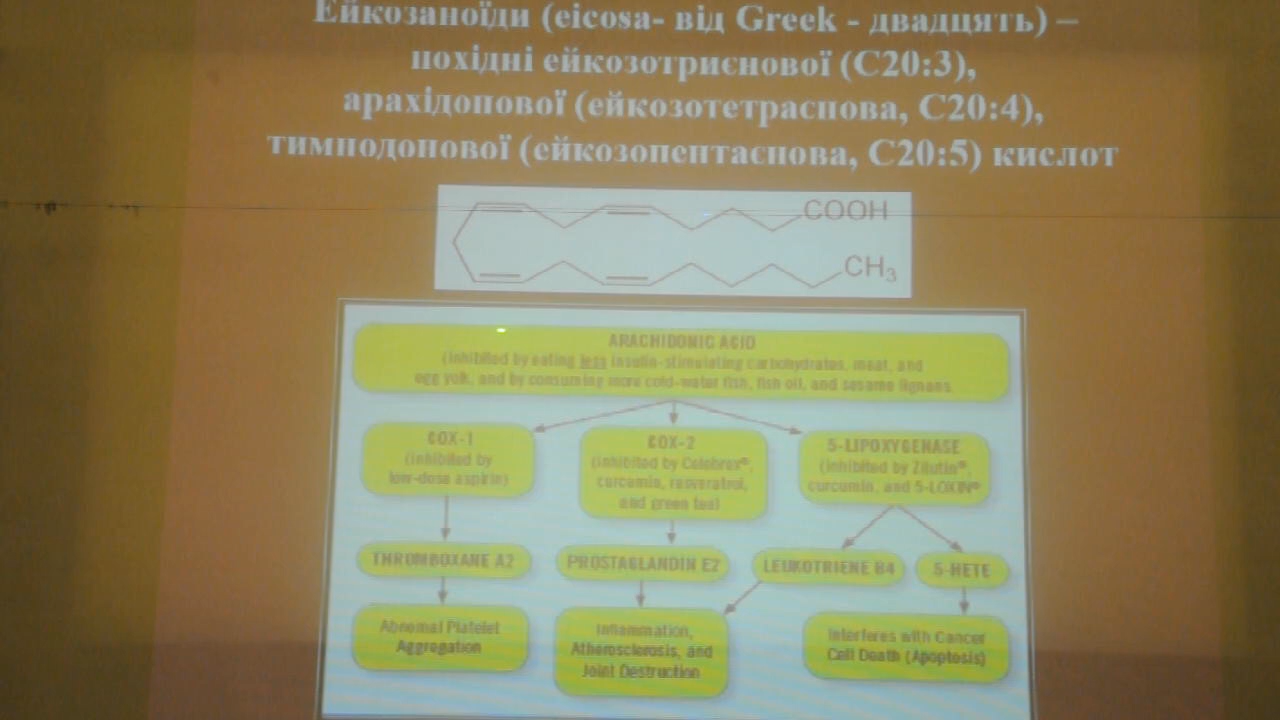 Ейкозаноїди (eicosa- від Greek - двадцять) –
похідні ейкозотриєнової (С20:3),
арахідонової (ейкозотетраєнова, С20:4),
тимнодонової (ейкозопентаєнова, С20:5) кислот
COOH
CH3
ARACHIDONIC ACID
(inhibited by eating less insulin-stimulating carbohydrates, meat, and
egg yolk, and by consuming more cold-water fish, fish oil, and sesame lignans
COX-1
(inhibited by
low-dose aspirin)
COX-2
(inhibited by Celebrex®,
curcumin, resveratrol,
and green tea)
5-LIPOXYGENASE
(inhibited by Zilutin®,
curcumin, and 5-LOXIN®
THROMBOXANE A2
PROSTAGLANDIN E2
LEUKOTRIENE B4
5-HETE
Abnomal Platelet
Aggregation
Inflammation,
Atherosclerosis, and
Joint Destruction
Interferes with Cancer
Cell Death (Apoptosis)